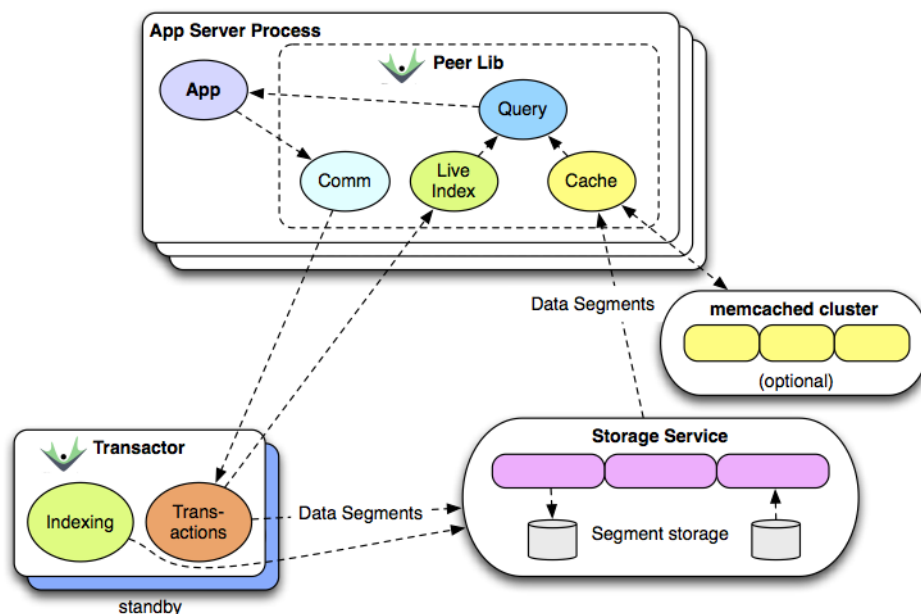 App Server Process
Peer Lib
App
Query
Comm
Live
Index
Cache
Data Segments
memcached cluster
(optional)
Storage Service
Transactor
Indexing
Trans-
actions
Data Segments
Segment storage
standby